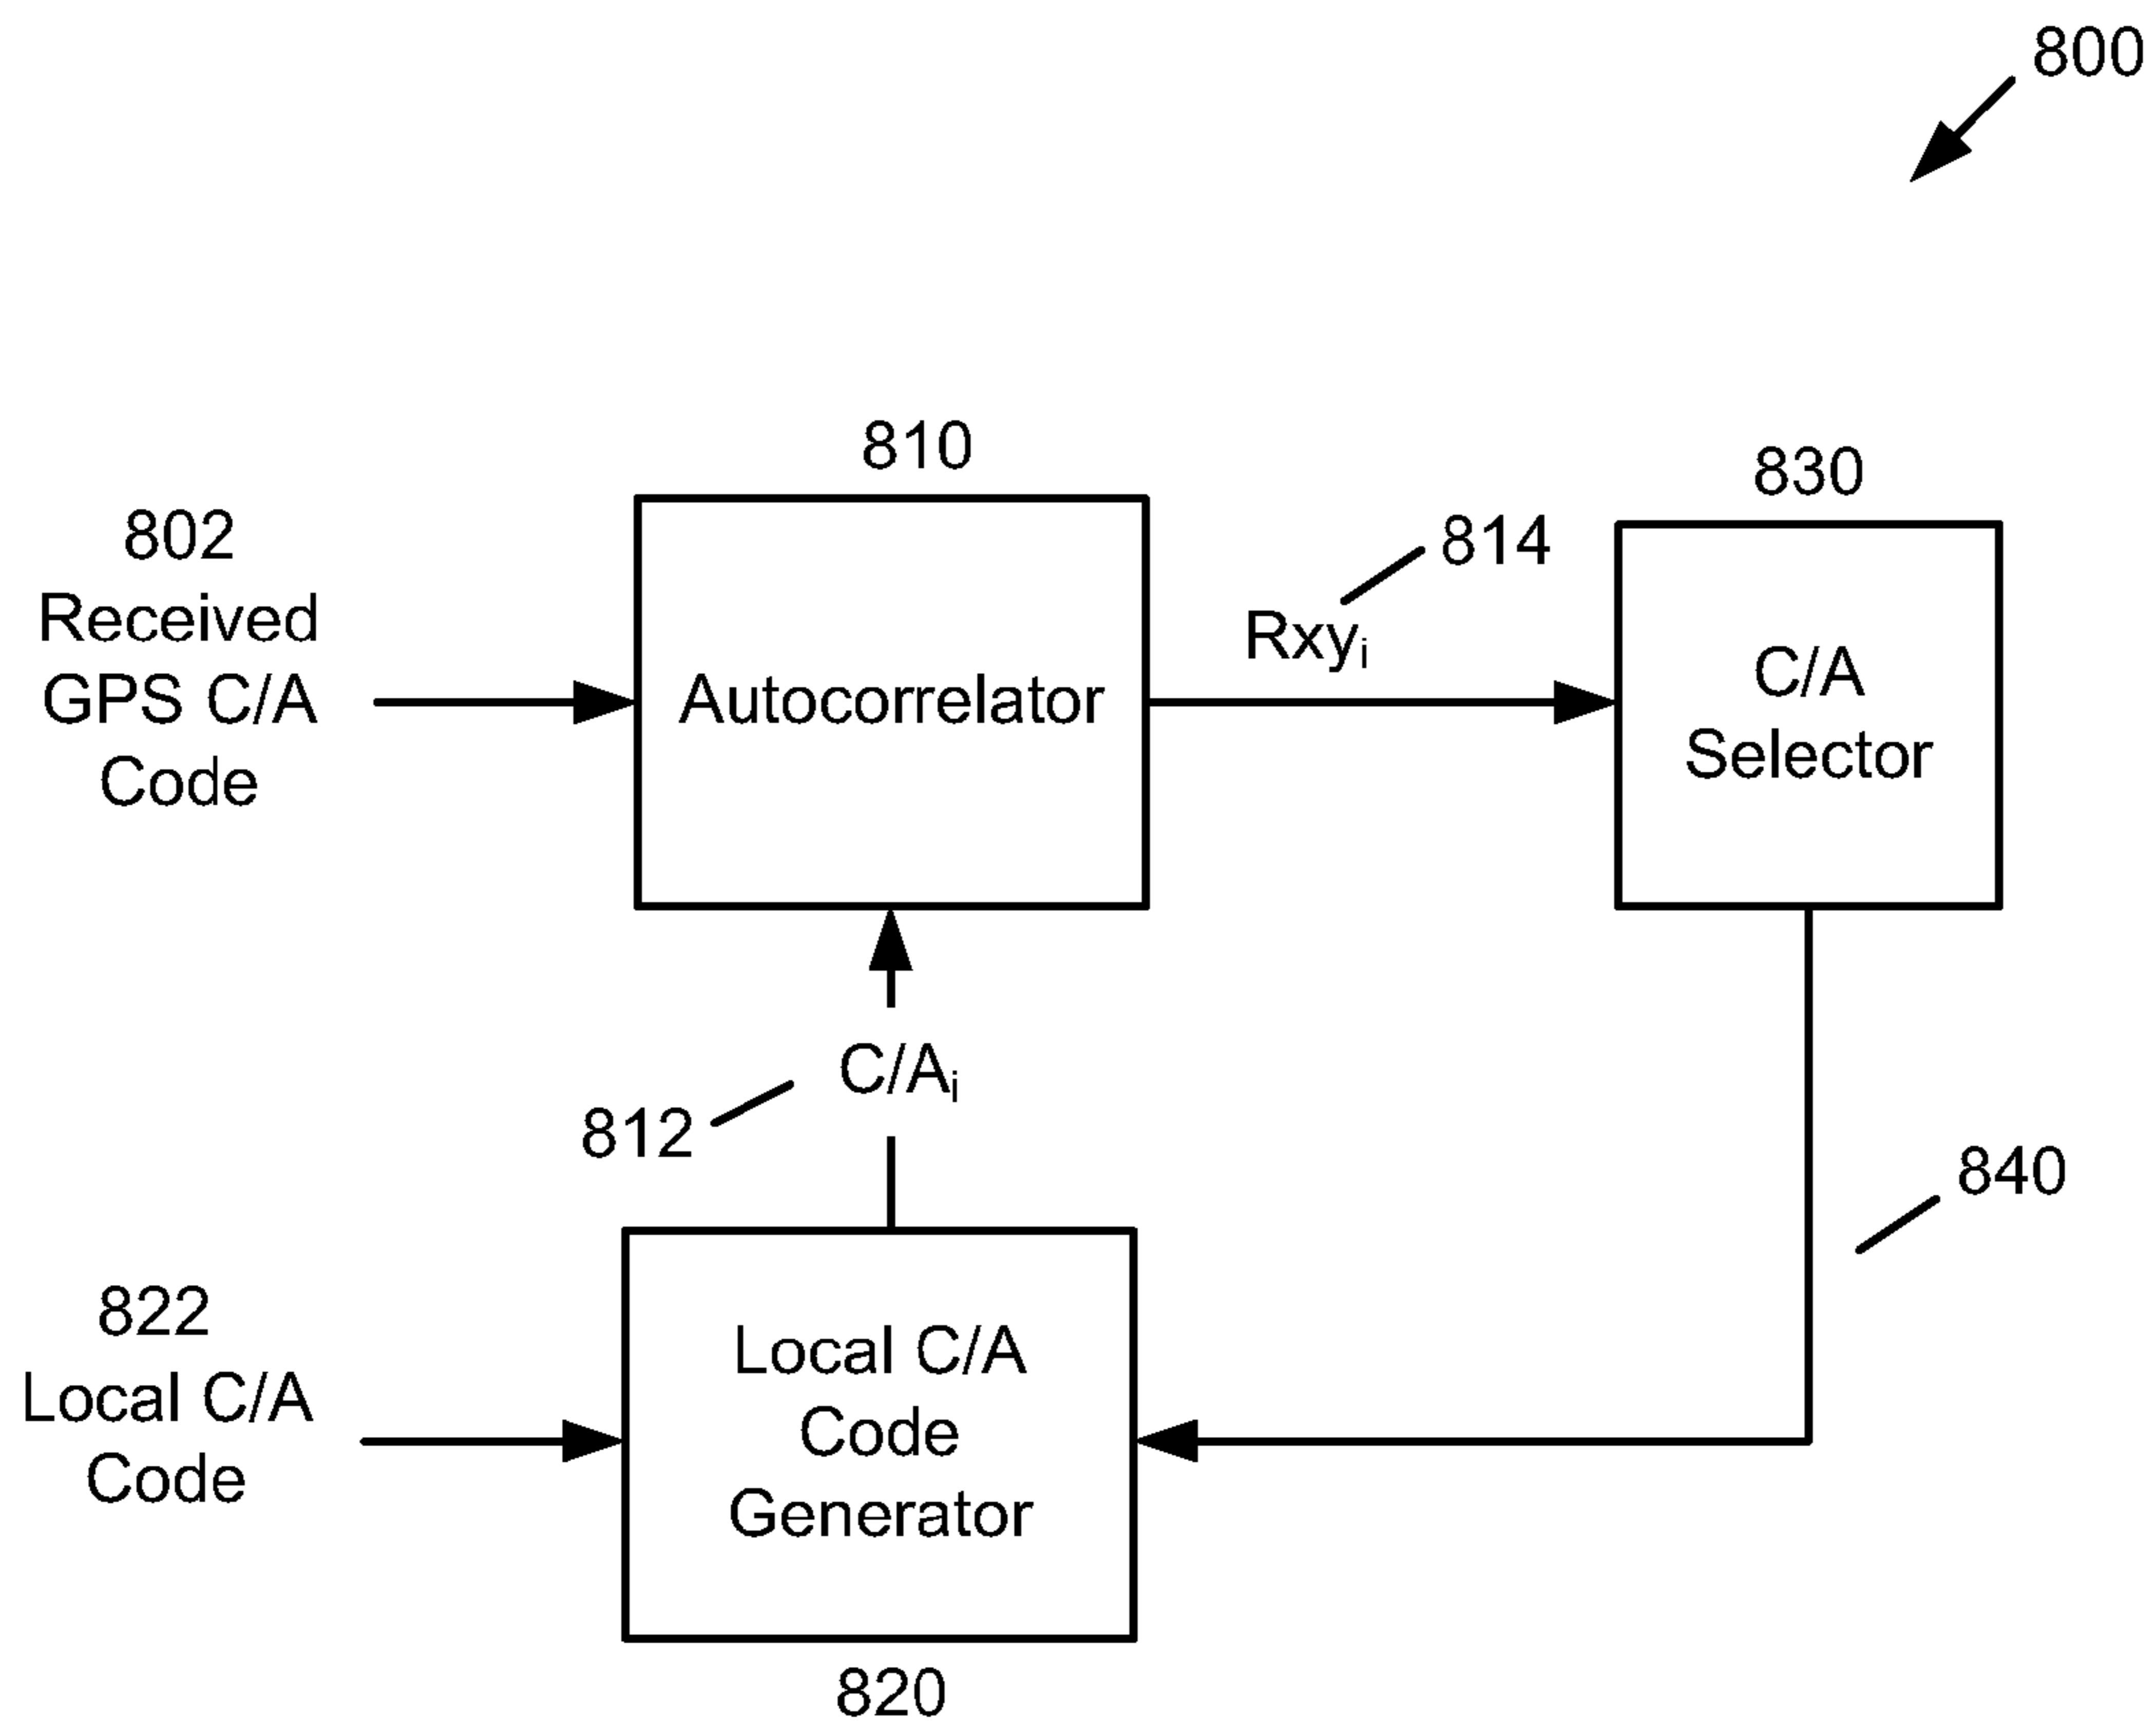 800
810
830
802
Received
GPS C/A
Code
Autocorrelator
814
Rxyi
C/A
Selector
C/Ai
812
840
822
Local C/A
Code
Local C/A
Code
Generator
820